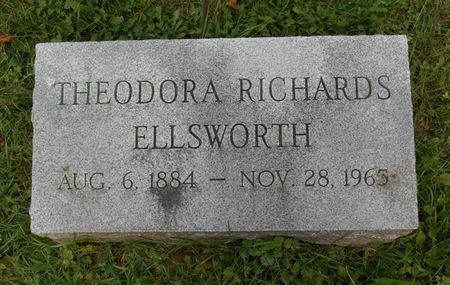 THEODORA RICHARDS
ELLSWORTH
AUG. 6, 1884 — NOV. 28, 1965